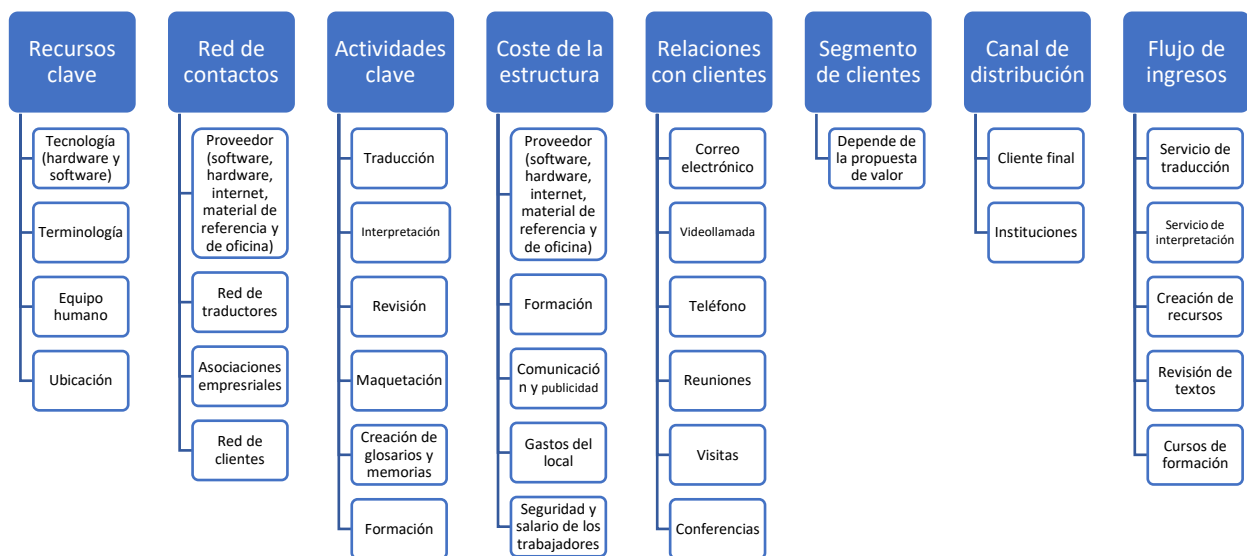 Recursos
clave
Tecnología
(hardware y
software)
Terminología
Equipo
humano
Ubicación
Red de
contactos
Proveedor
(software,
hardware,
internet,
material de
referencia y
de oficina)
Red de
traductores
Asociaciones
empresriales
Red de
clientes
Actividades
clave
Traducción
Interpretación
Revisión
Maquetación
Creación de
glosarios y
memorias
Formación
Coste de la
estructura
Proveedor
(software,
hardware,
internet,
material de
referencia y
de oficina)
Formación
Comunicació
n y publicidad
Gastos del
local
Seguridad y
salario de los
trabajadores
Relaciones
con clientes
Correo
electrónico
Videollamada
Teléfono
Reuniones
Visitas
Conferencias
Segmento
de clientes
Depende de
la propuesta
de valor
Canal de
distribución
Cliente final
Instituciones
Flujo de
ingresos
Servicio de
traducción
Servicio de
interpretación
Creación de
recursos
Revisión de
textos
Cursos de
formación